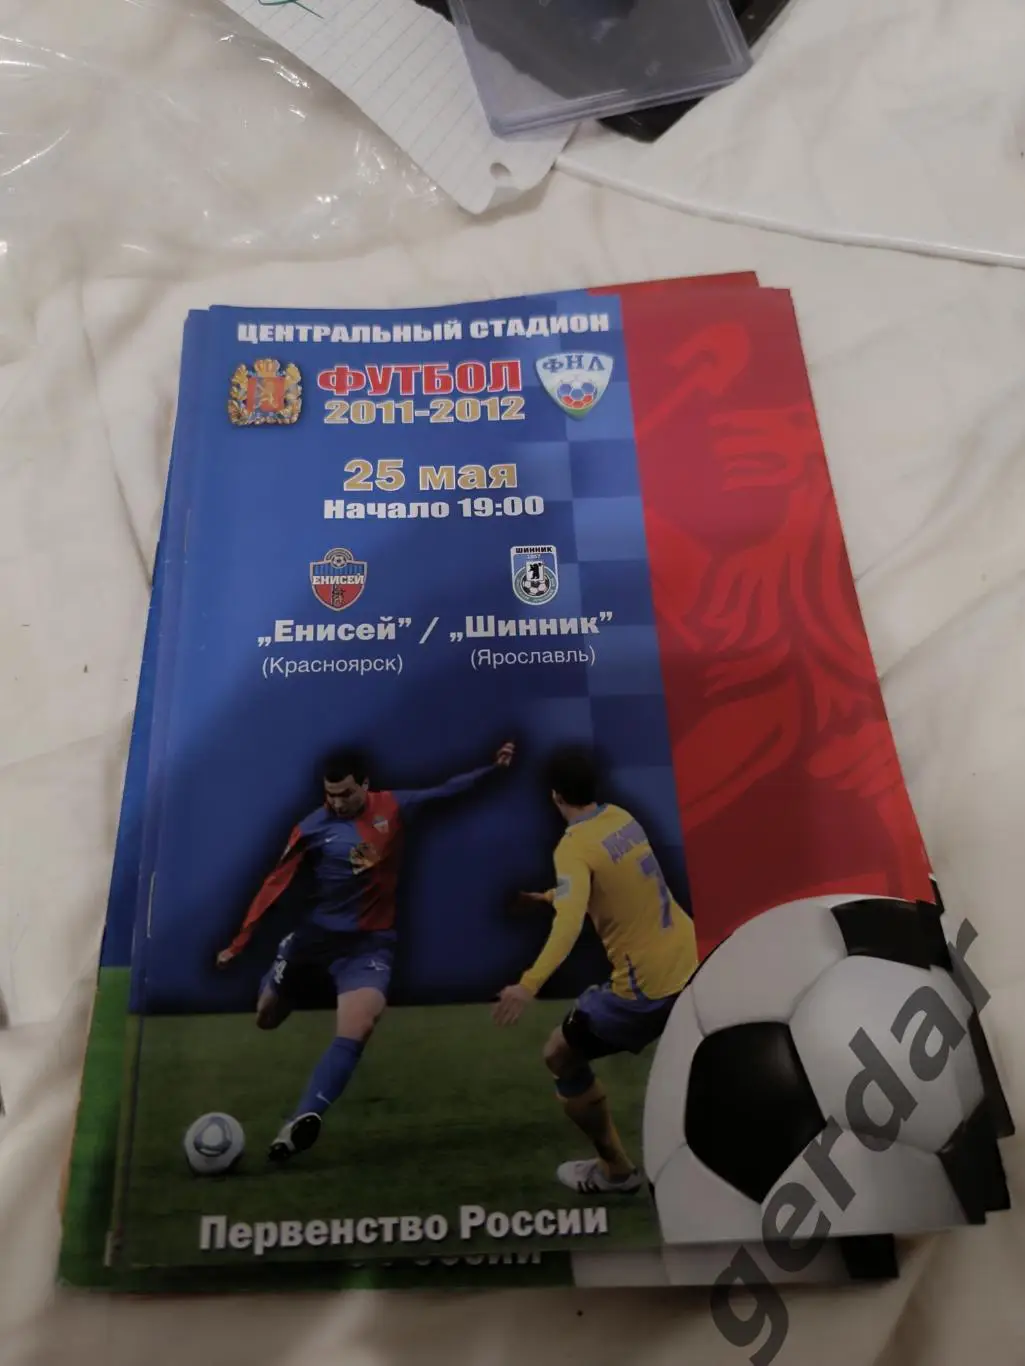 ЦЕНТРАЛЬНЫЙ СТАДИОН
ФУТБОЛ
ФНЛ
2011-2012
25 мая
Начало 19:00
ЕНИСЕЙ
ШИННИК
„Енисей” / „Шинник”
(Красноярск) (Ярославль)
7
Первенство России
gerdar